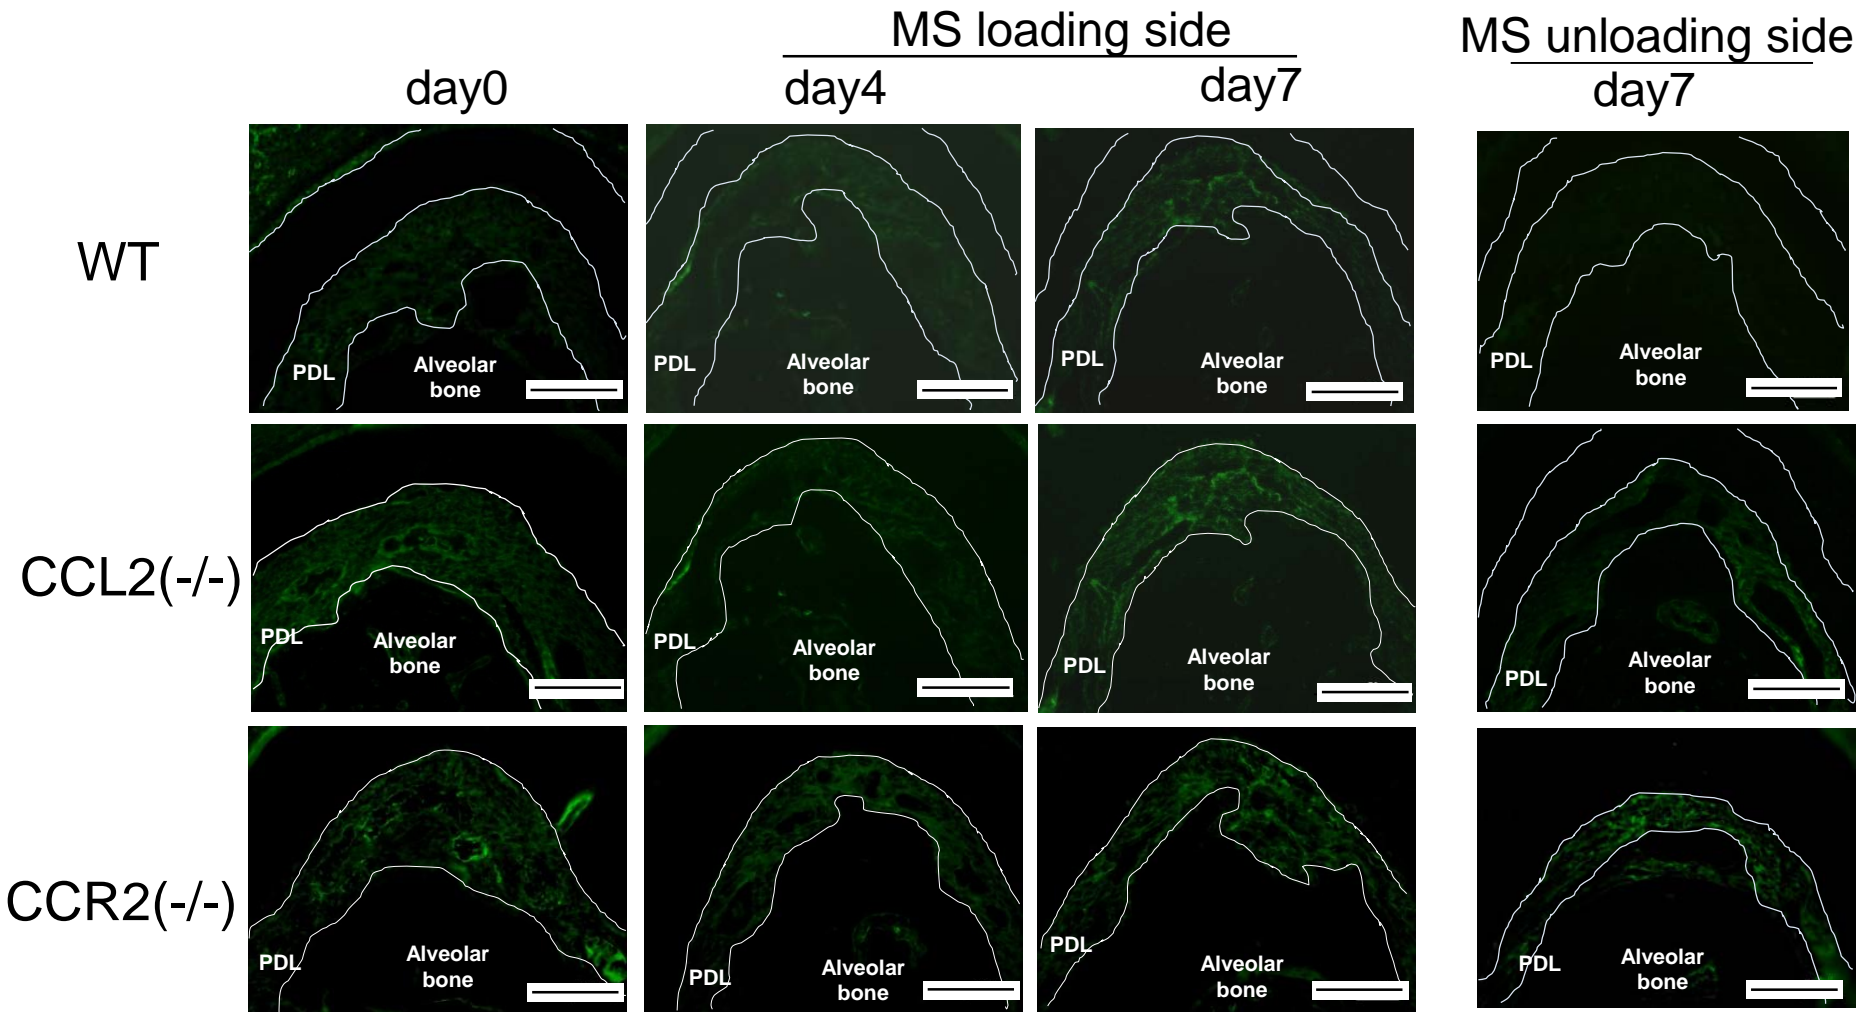 MS loading side
MS unloading side
day0
day4
day7
day7
WT
PDL
Alveolar
bone
PDL
Alveolar
bone
PDL
Alveolar
bone
PDL
Alveolar
bone
CCL2(-/-)
PDL
Alveolar
bone
PDL
Alveolar
bone
PDL
Alveolar
bone
PDL
Alveolar
bone
CCR2(-/-)
PDL
Alveolar
bone
PDL
Alveolar
bone
PDL
Alveolar
bone
PDL
Alveolar
bone